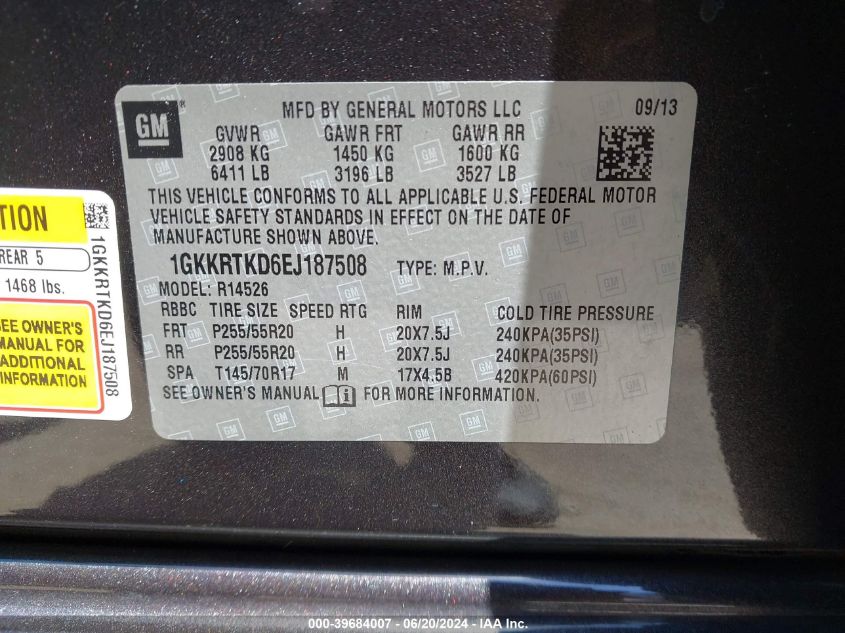 GM ® MFD BY GENERAL MOTORS LLC 09/13
GVWR GAWR FRT GAWR RR
2908 KG 1450 KG 1600 KG
6411 LB 3196 LB 3527 LB
THIS VEHICLE CONFORMS TO ALL APPLICABLE U.S. FEDERAL MOTOR
VEHICLE SAFETY STANDARDS IN EFFECT ON THE DATE OF
MANUFACTURE SHOWN ABOVE.
1GKKRTKD6EJ187508 TYPE: M.P.V.
MODEL: R14526
RBBC TIRE SIZE SPEED RTG RIM COLD TIRE PRESSURE
FRT P255/55R20 H 20X7.5J 240KPA(35PSI)
RR P255/55R20 H 20X7.5J 240KPA(35PSI)
SPA T145/70R17 M 17X4.5B 420KPA(60PSI)
SEE OWNER'S MANUAL FOR MORE INFORMATION.
REAR 5
1468 lbs.
SEE OWNER'S
MANUAL FOR
ADDITIONAL
INFORMATION
1GKKRTKD6EJ187508
000-39684007 - 06/20/2024 - IAA Inc.